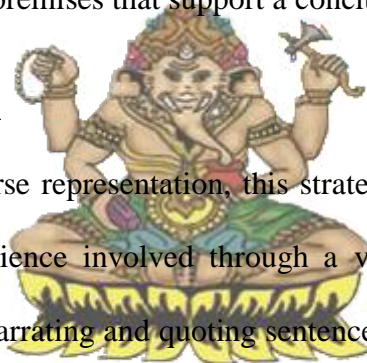 premises that support a conclu
rse representation, this strate
ience involved through a v
arrating and quoting sentence